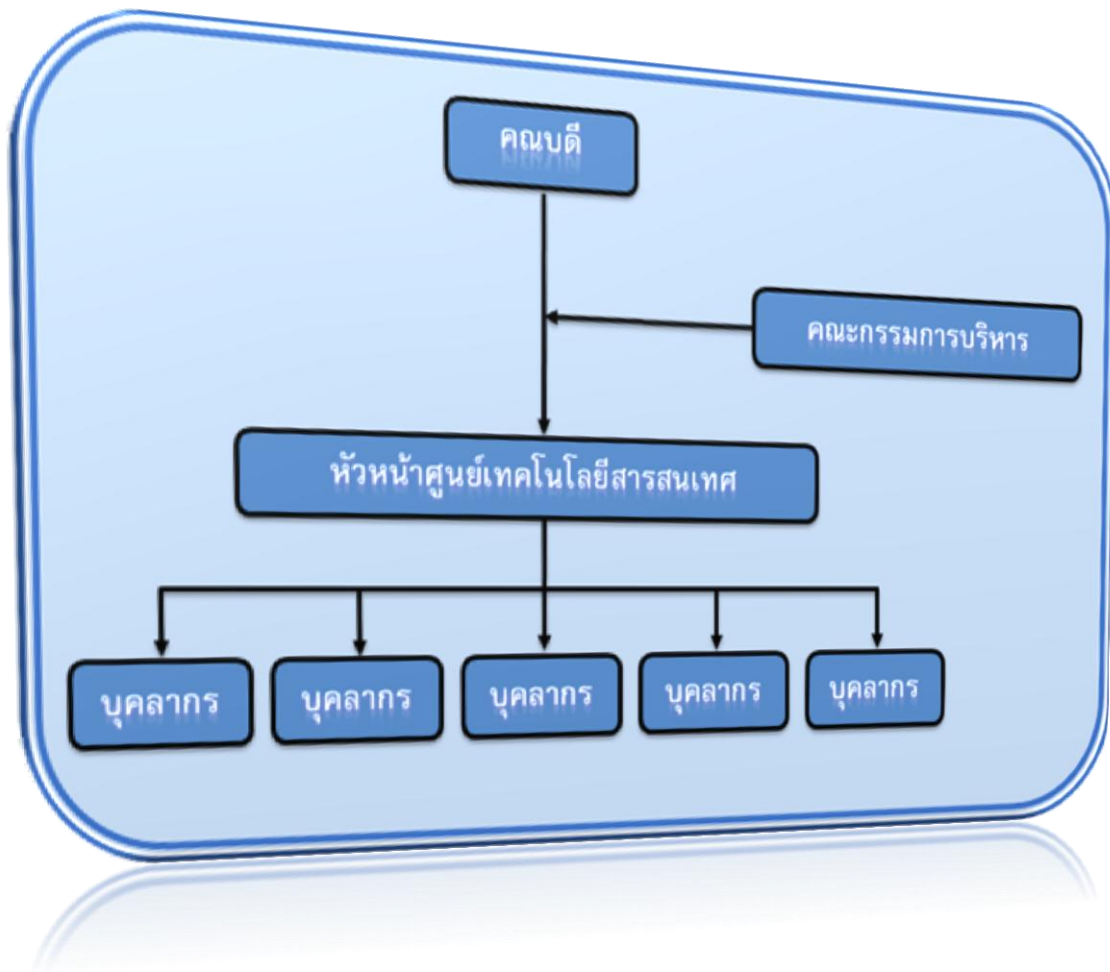 คณบดี
คณะกรรมการบริหาร
หัวหน้าศูนย์เทคโนโลยีสารสนเทศ
บุคลากร
บุคลากร
บุคลากร
บุคลากร
บุคลากร